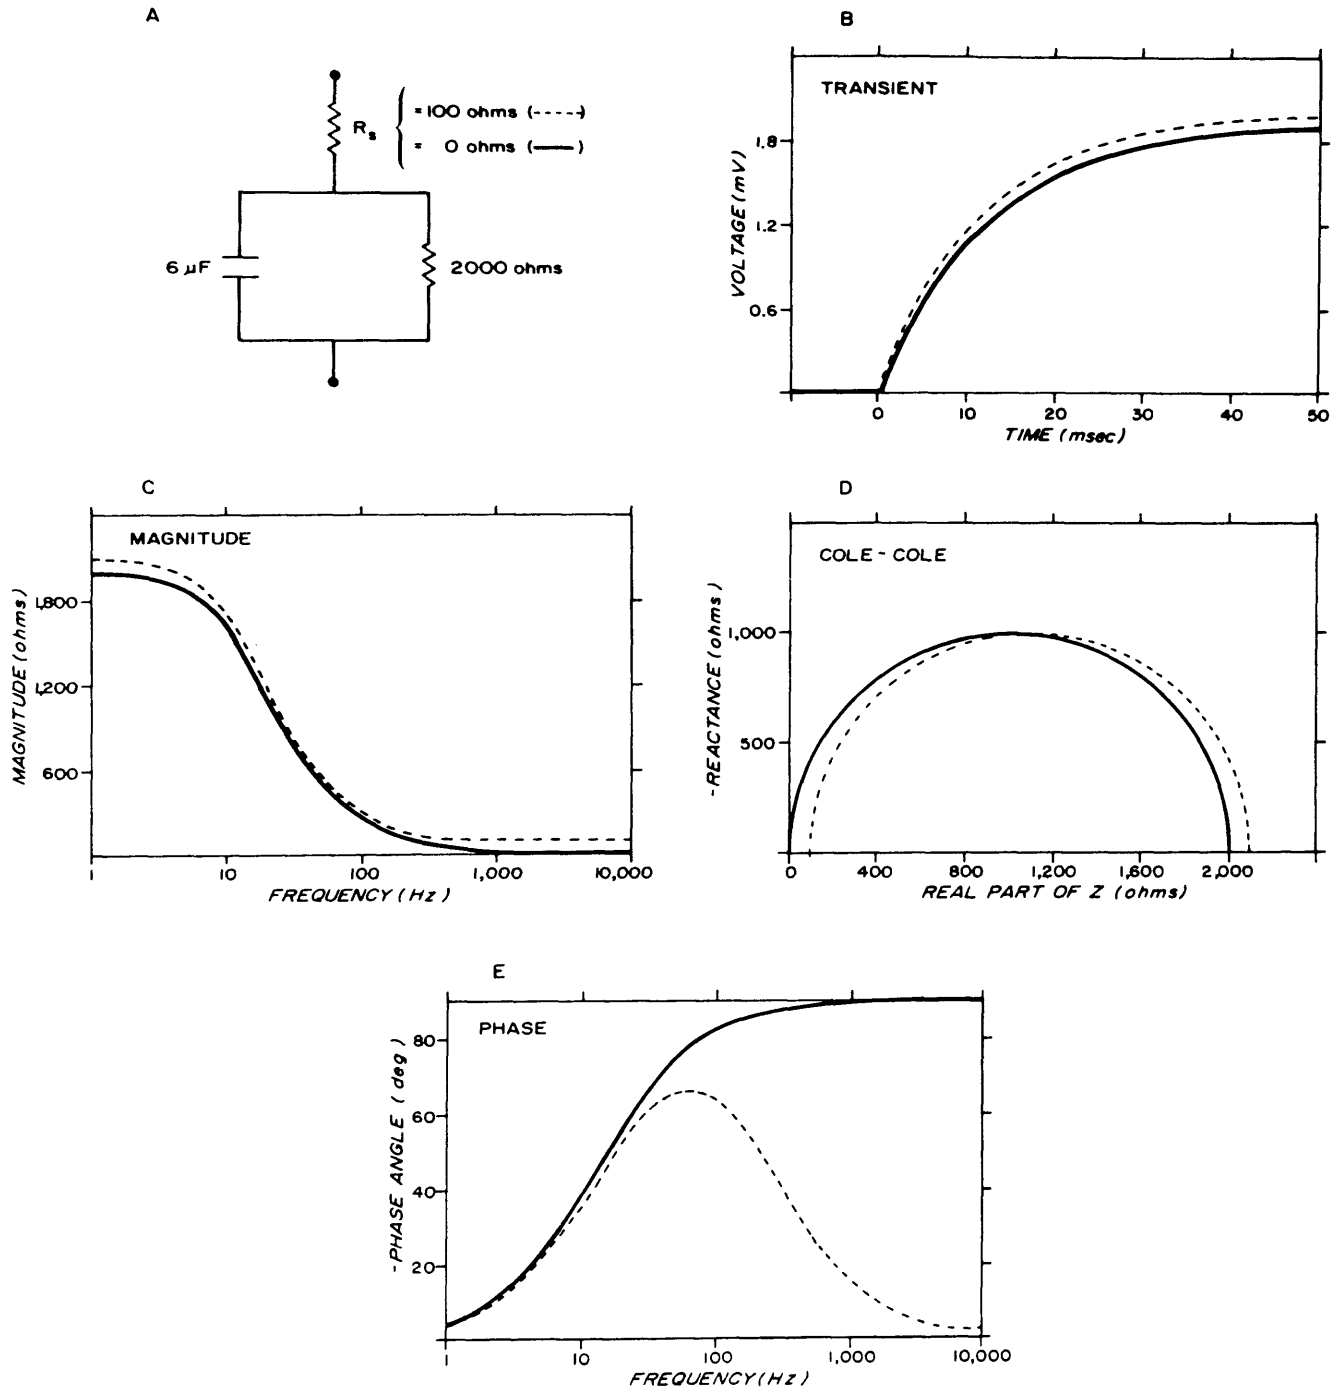 A
R_s
= 100 ohms (-----)
= 0 ohms (——)
6 µF
2000 ohms
B
TRANSIENT
VOLTAGE (mV)
1.8
1.2
0.6
0 10 20 30 40 50
TIME (msec)
C
MAGNITUDE
MAGNITUDE (ohms)
1,800
1,200
600
1 10 100 1,000 10,000
FREQUENCY (Hz)
D
COLE - COLE
-REACTANCE (ohms)
1,000
500
0 400 800 1,200 1,600 2,000
REAL PART OF Z (ohms)
E
PHASE
-PHASE ANGLE (deg)
80
60
40
20
1 10 100 1,000 10,000
FREQUENCY (Hz)